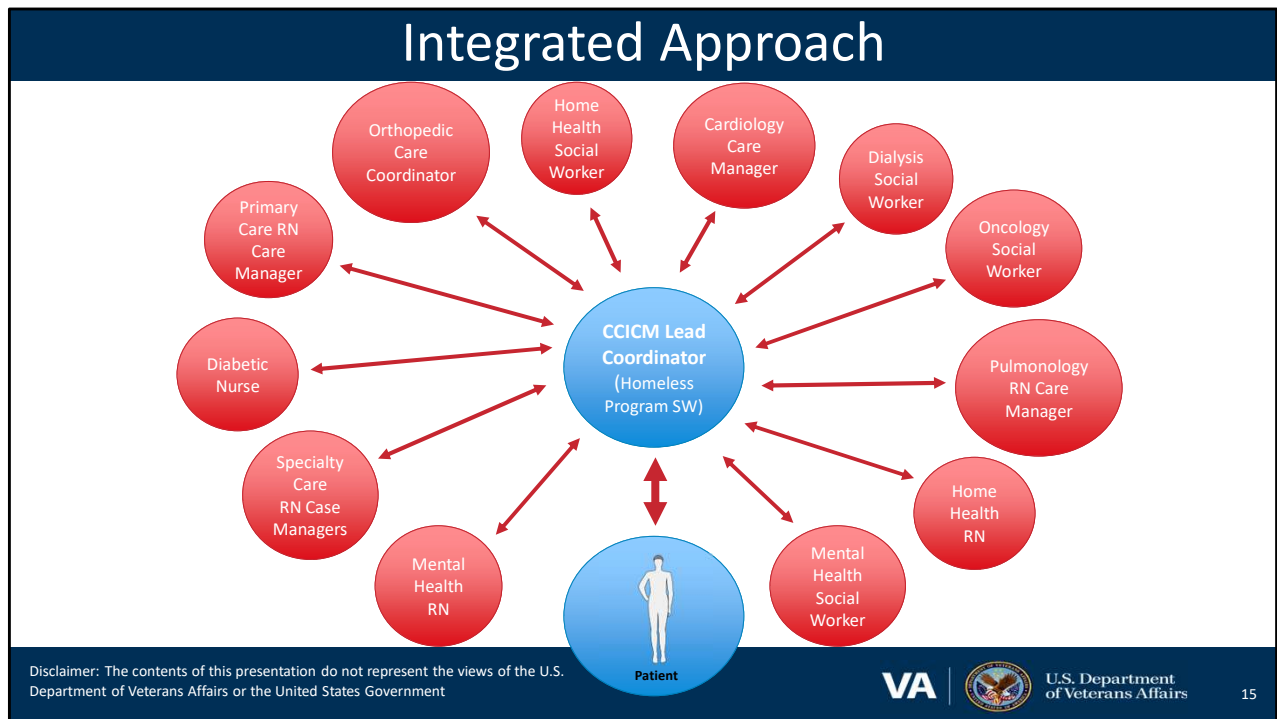 Integrated Approach
Orthopedic
Care
Coordinator
Home
Health
Social
Worker
Cardiology
Care
Manager
Dialysis
Social
Worker
Oncology
Social
Worker
Primary
Care RN
Care
Manager
CCICM Lead
Coordinator
(Homeless
Program SW)
Diabetic
Nurse
Pulmonology
RN Care
Manager
Specialty
Care
RN Case
Managers
Home
Health
RN
Mental
Health
RN
Mental
Health
Social
Worker
Patient
Disclaimer: The contents of this presentation do not represent the views of the U.S.
Department of Veterans Affairs or the United States Government
VA
U.S. Department
of Veterans Affairs
15